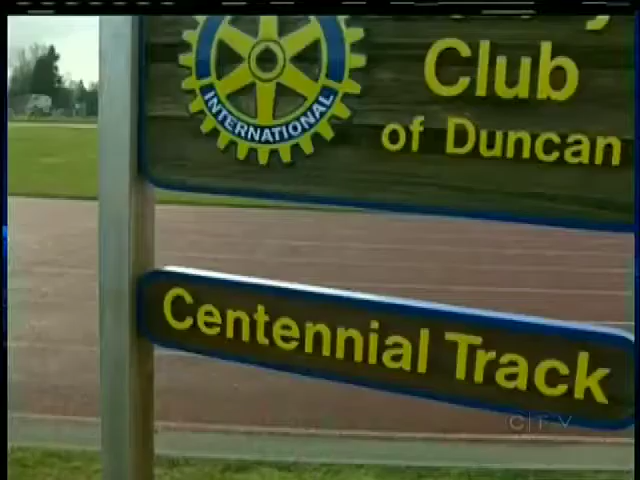 INTERNATIONAL
Club
of Duncan
Centennial Track
CTV